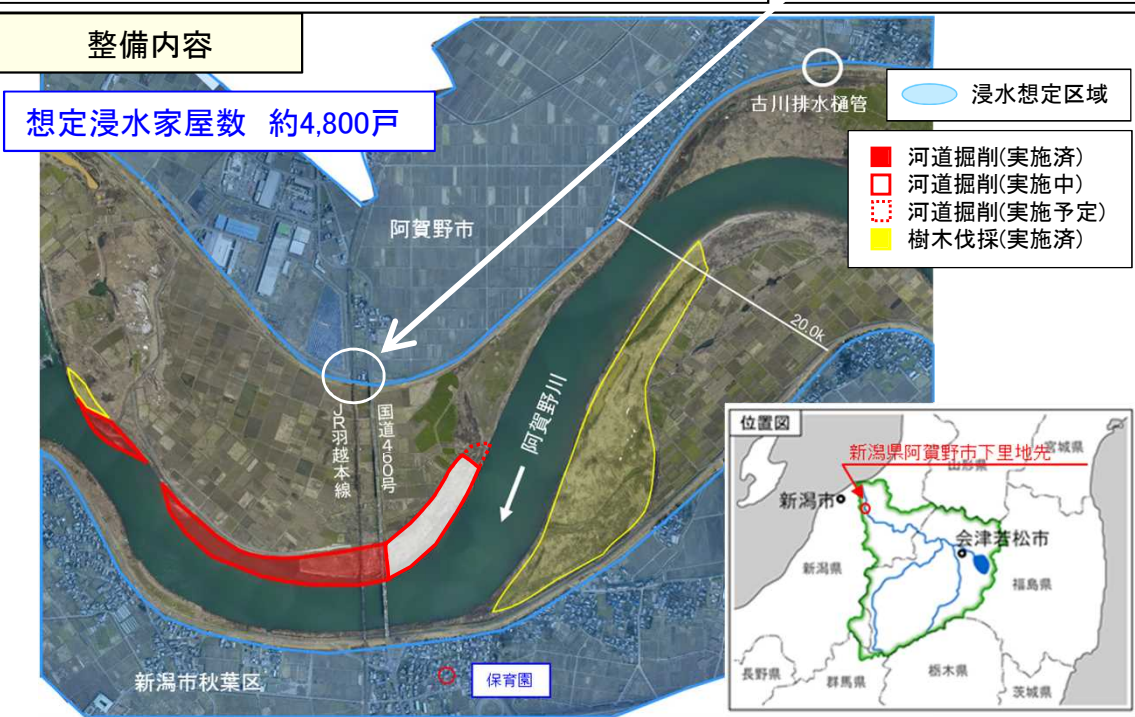 整備内容
想定浸水家屋数 約4,800戸
古川排水樋管
浸水想定区域
河道掘削(実施済)
河道掘削(実施中)
河道掘削(実施予定)
樹木伐採(実施済)
阿賀野市
20.0k
阿賀野川
JR羽越本線
国道460号
新潟市秋葉区
保育園
位置図
新潟県阿賀野市下里地先
宮城県
山形県
新潟市
会津若松市
新潟県
福島県
長野県
群馬県
栃木県
茨城県